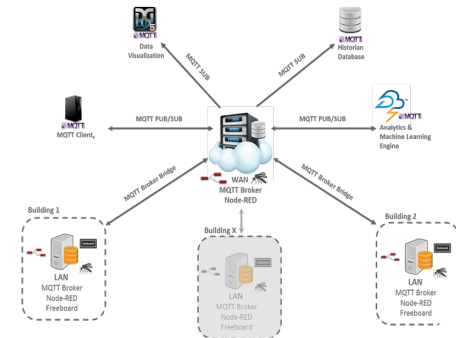 5
MQTT
Data
Visualization
MQTT
Historian
Database
MQTT SUB
MQTT SUB
MQTT
MQTT Client
MQTT PUB/SUB
MQTT PUB/SUB
MQTT
Analytics &
Machine Learning
Engine
WAN
MQTT Broker
Node-RED
MQTT Broker Bridge
MQTT Broker Bridge
Building 1
LAN
MQTT Broker
Node-RED
Freeboard
Building X
LAN
MQTT Broker
Node-RED
Freeboard
Building 2
LAN
MQTT Broker
Node-RED
Freeboard